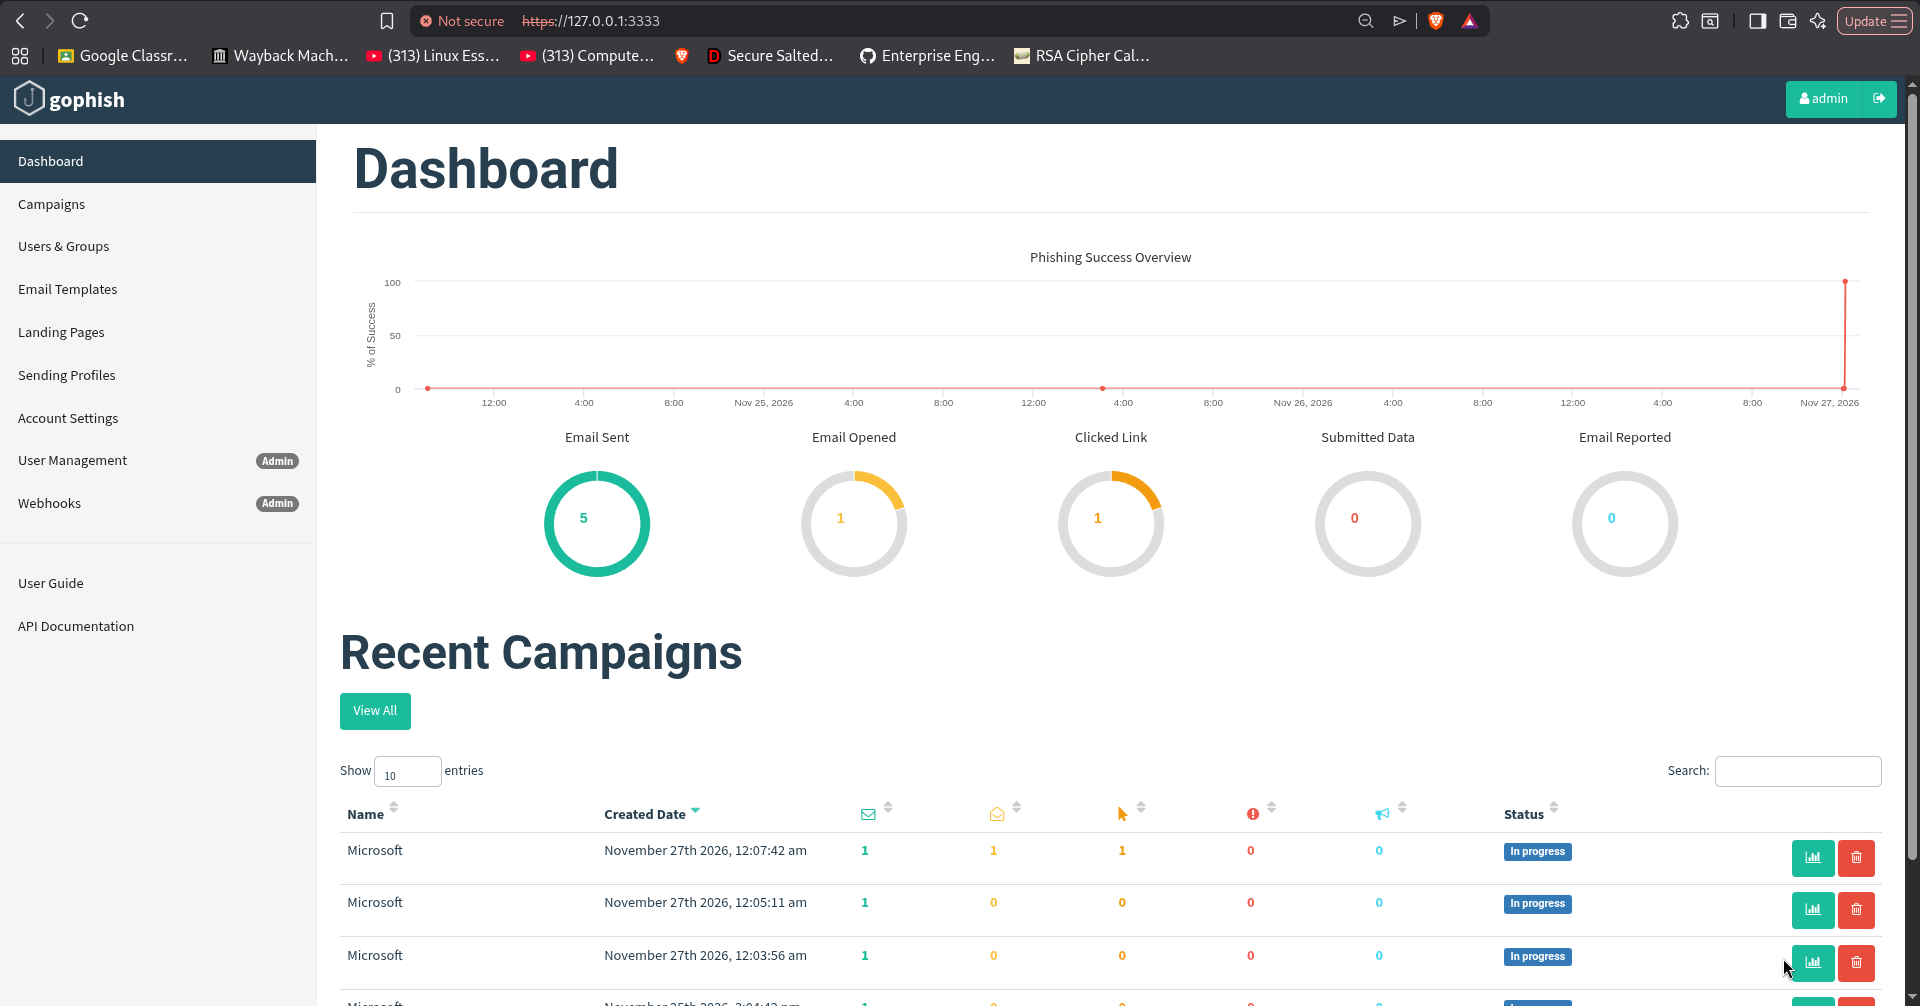 Not secure https://127.0.0.1:3333 Update
Google Classr... Wayback Mach... (313) Linux Ess... (313) Compute... Secure Salted... Enterprise Eng... RSA Cipher Cal...
gophish admin
Dashboard
Campaigns
Users & Groups
Email Templates
Landing Pages
Sending Profiles
Account Settings
User Management Admin
Webhooks Admin
User Guide
API Documentation
Dashboard
Phishing Success Overview
% of Success
100
50
0
12:00 4:00 8:00 Nov 25, 2026 4:00 8:00 12:00 4:00 8:00 Nov 26, 2026 4:00 8:00 12:00 4:00 8:00 Nov 27, 2026
Email Sent Email Opened Clicked Link Submitted Data Email Reported
5 1 1 0 0
Recent Campaigns
View All
Show 10 entries Search:
Name Created Date Status
Microsoft November 27th 2026, 12:07:42 am 1 1 1 0 0 In progress
Microsoft November 27th 2026, 12:05:11 am 1 0 0 0 0 In progress
Microsoft November 27th 2026, 12:03:56 am 1 0 0 0 0 In progress